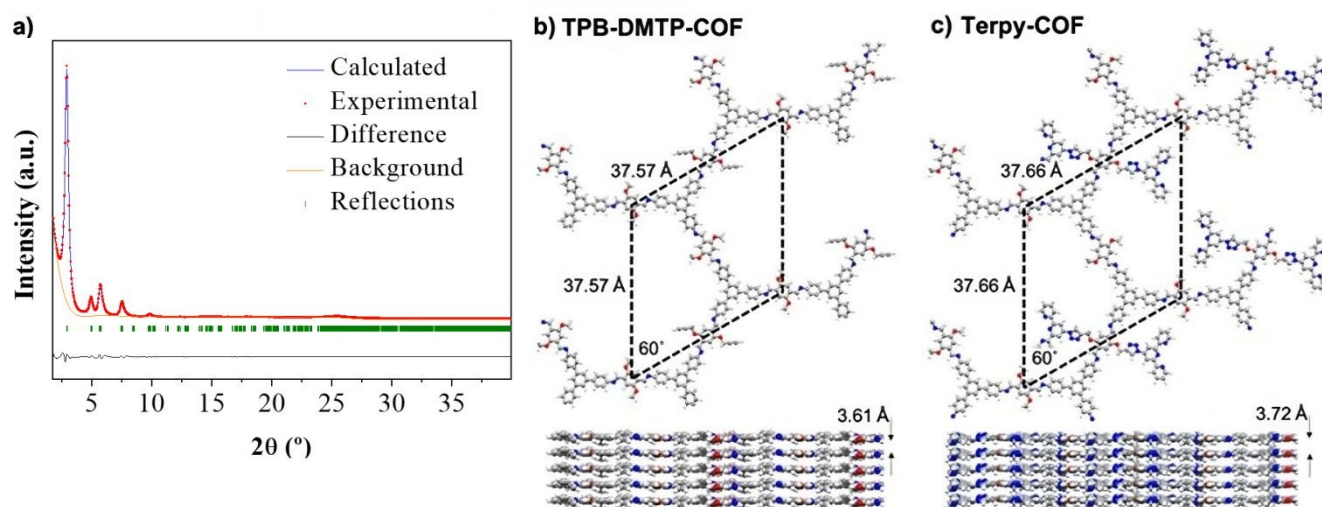 a)
Intensity (a.u.)
Calculated
Experimental
Difference
Background
Reflections
5 10 15 20 25 30 35
2θ (º)
b) TPB-DMTP-COF
37.57 Å
37.57 Å
60°
3.61 Å
c) Terpy-COF
37.66 Å
37.66 Å
60°
3.72 Å